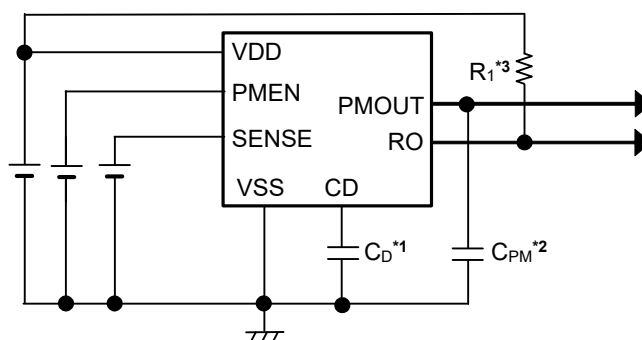 VDD
R1*3
PMEN
PMOUT
SENSE
RO
VSS CD
CD*1
CPM*2